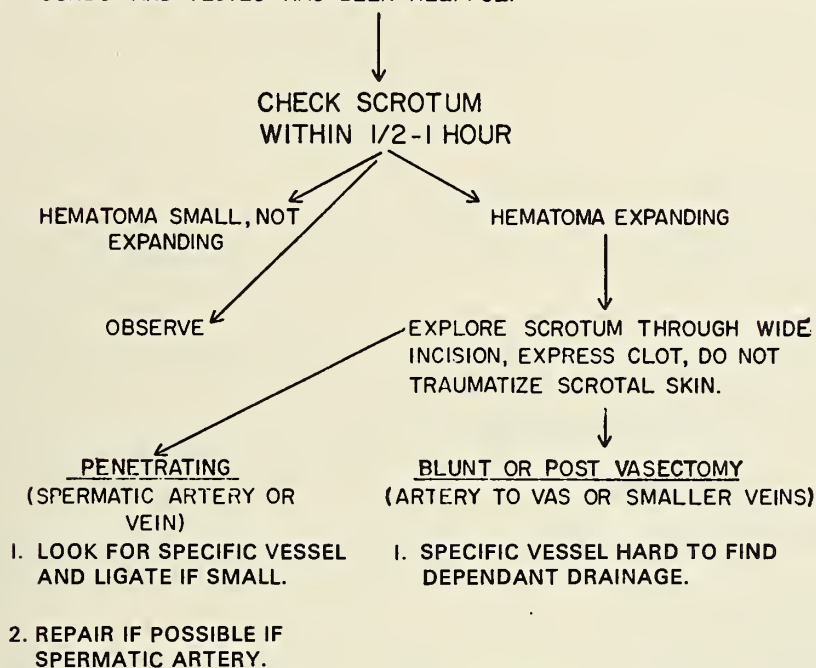 CHECK SCROTUM
WITHIN 1/2-1 HOUR
HEMATOMA SMALL, NOT
EXPANDING
HEMATOMA EXPANDING
OBSERVE
EXPLORE SCROTUM THROUGH WIDE
INCISION, EXPRESS CLOT, DO NOT
TRAUMATIZE SCROTAL SKIN.
PENETRATING
(SPERMATIC ARTERY OR
VEIN)
1. LOOK FOR SPECIFIC VESSEL
AND LIGATE IF SMALL.
2. REPAIR IF POSSIBLE IF
SPERMATIC ARTERY.
BLUNT OR POST VASECTOMY
(ARTERY TO VAS OR SMALLER VEINS)
1. SPECIFIC VESSEL HARD TO FIND
DEPENDANT DRAINAGE.